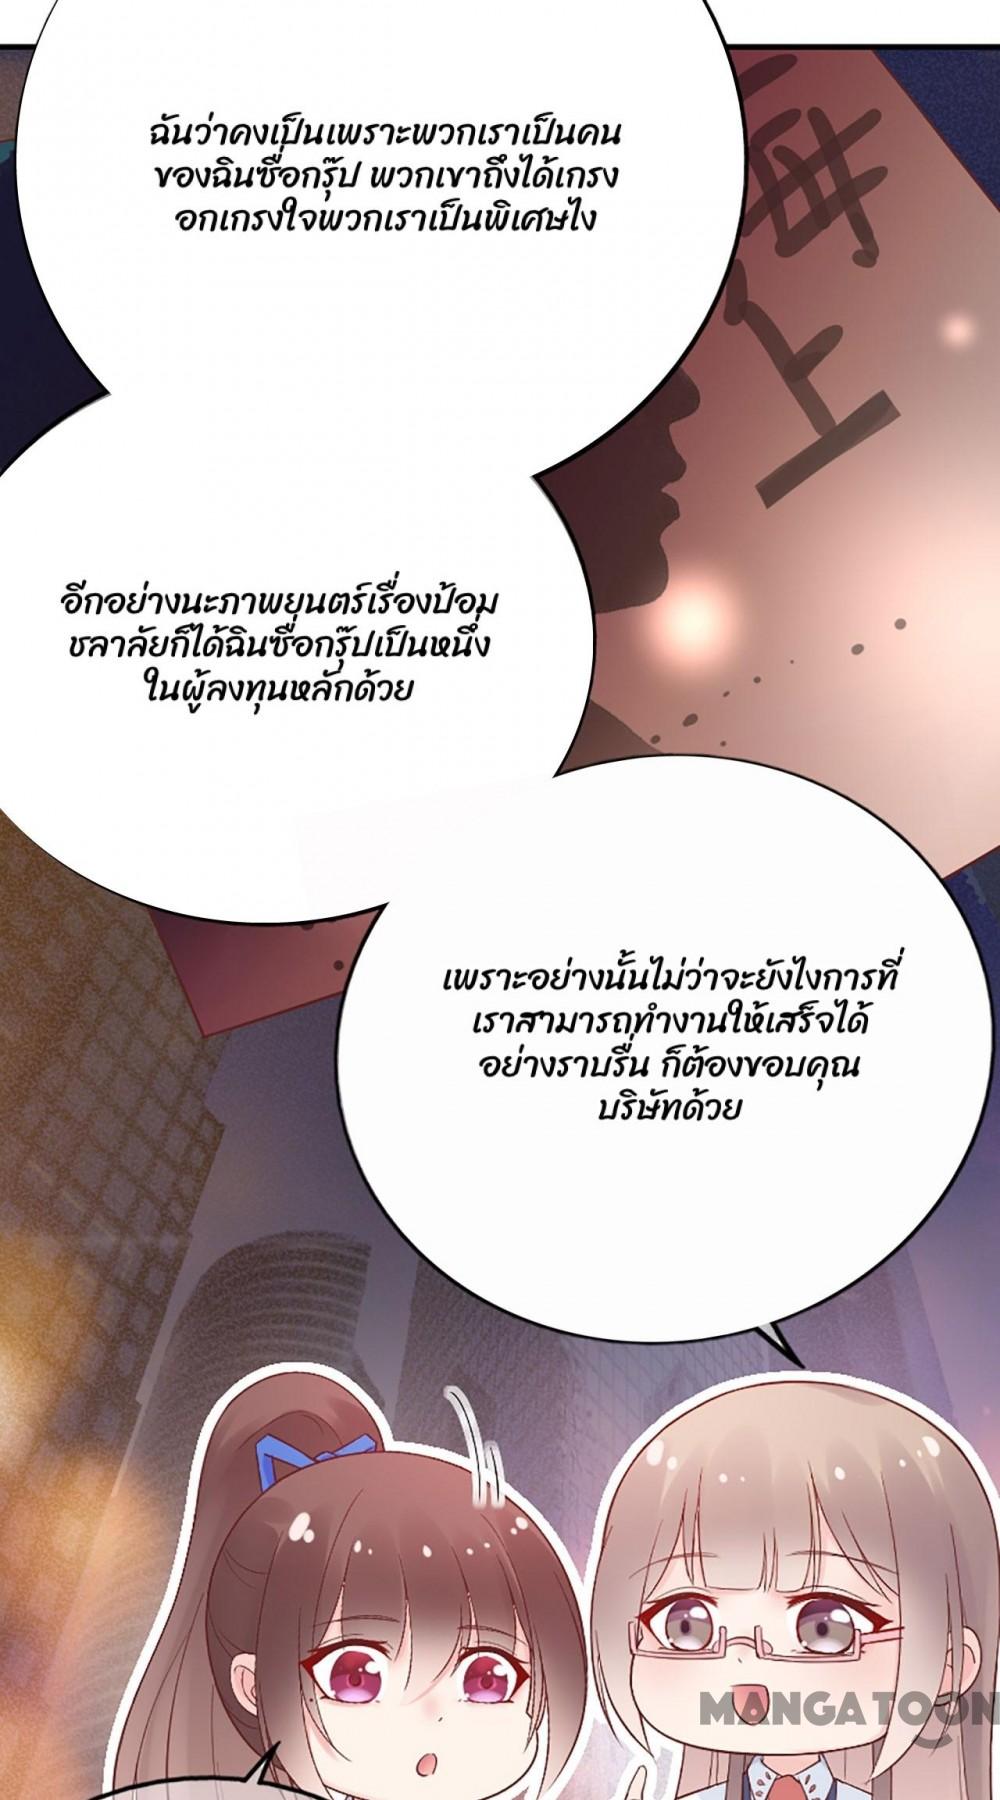 ฉันว่าคงเป็นเพราะพวกเราเป็นคน
ของฉินซื่อกรุ๊ป พวกเขาถึงได้เกรง
อกเกรงใจพวกเราเป็นพิเศษไง
อีกอย่างนะภาพยนตร์เรื่องป้อม
ชลาลัยก็ได้ฉินซื่อกรุ๊ปเป็นหนึ่ง
ในผู้ลงทุนหลักด้วย
เพราะอย่างนั้นไม่ว่าจะยังไงการที่
เราสามารถทำงานให้เสร็จได้
อย่างราบรื่น ก็ต้องขอบคุณ
บริษัทด้วย
海上
MANGATOON